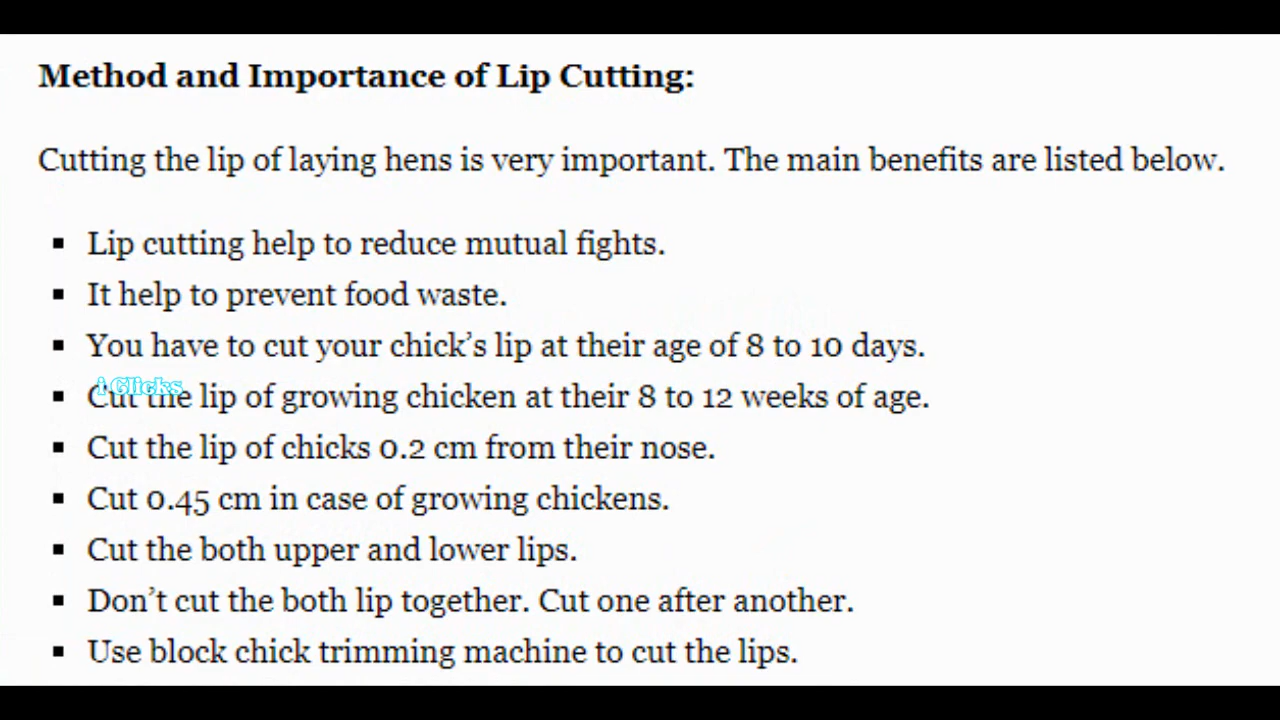 Method and Importance of Lip Cutting:
Cutting the lip of laying hens is very important. The main benefits are listed below.
▪ Lip cutting help to reduce mutual fights.
▪ It help to prevent food waste.
▪ You have to cut your chick’s lip at their age of 8 to 10 days.
i Glicks
▪ Cut the lip of growing chicken at their 8 to 12 weeks of age.
▪ Cut the lip of chicks 0.2 cm from their nose.
▪ Cut 0.45 cm in case of growing chickens.
▪ Cut the both upper and lower lips.
▪ Don’t cut the both lip together. Cut one after another.
▪ Use block chick trimming machine to cut the lips.